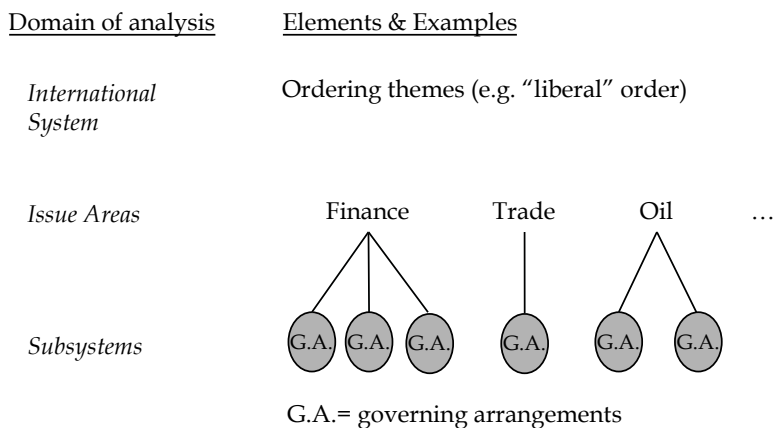 Domain of analysis Elements & Examples
International
System
Ordering themes (e.g. “liberal” order)
Issue Areas Finance Trade Oil …
Subsystems G.A. G.A. G.A. G.A. G.A. G.A.
G.A.= governing arrangements